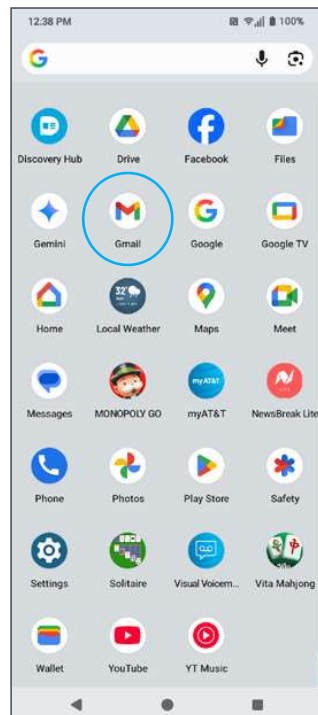 12:38 PM 100%
Discovery Hub Drive Facebook Files
Gemini Gmail Google Google TV
32°
Home Local Weather Maps Meet
myAT&T
Messages MONOPOLY GO myAT&T NewsBreak Lite
Phone Photos Play Store Safety
Settings Solitaire Visual Voicem... Vita Mahjong
Wallet YouTube YT Music